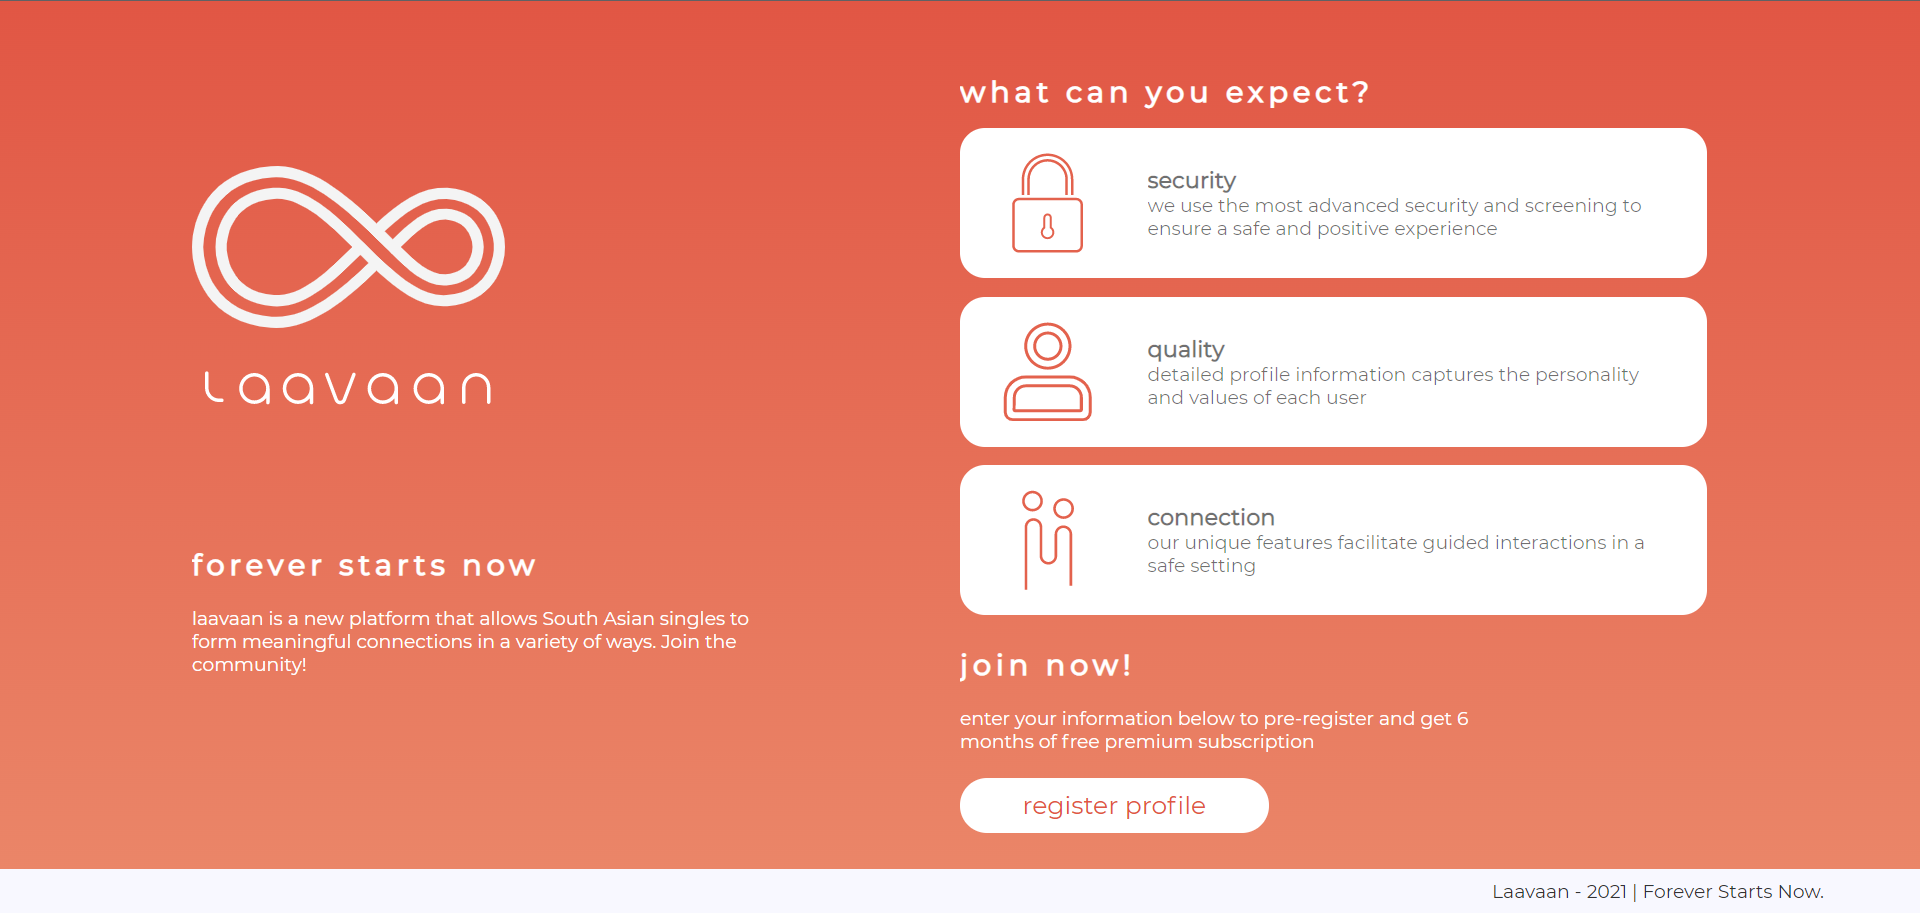 laavaan
forever starts now
laavaan is a new platform that allows South Asian singles to
form meaningful connections in a variety of ways. Join the
community!
what can you expect?
security
we use the most advanced security and screening to
ensure a safe and positive experience
quality
detailed profile information captures the personality
and values of each user
connection
our unique features facilitate guided interactions in a
safe setting
join now!
enter your information below to pre-register and get 6
months of free premium subscription
register profile
Laavaan - 2021 | Forever Starts Now.